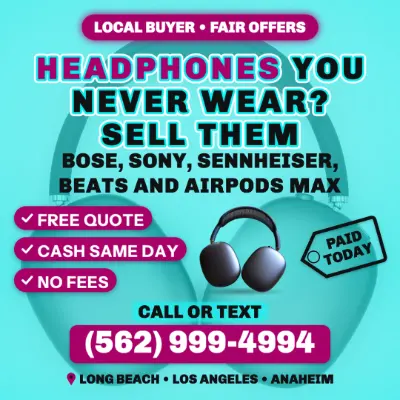 LOCAL BUYER • FAIR OFFERS
HEADPHONES YOU
NEVER WEAR?
SELL THEM
BOSE, SONY, SENNHEISER,
BEATS AND AIRPODS MAX
FREE QUOTE
CASH SAME DAY
NO FEES
PAID
TODAY
CALL OR TEXT
(562) 999-4994
LONG BEACH • LOS ANGELES • ANAHEIM